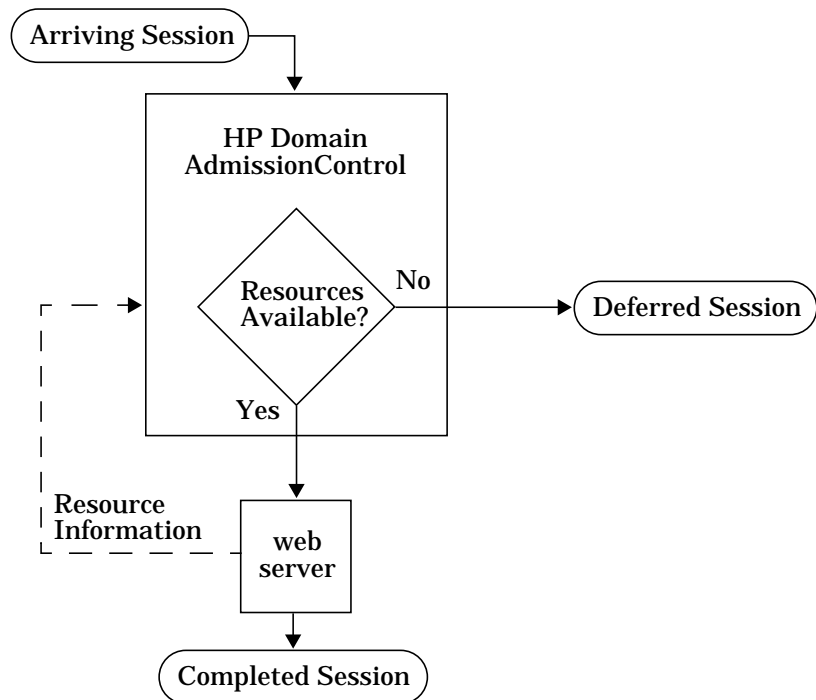 Arriving Session
HP Domain
AdmissionControl
No
Resources
Available?
Deferred Session
Yes
Resource
Information
web
server
Completed Session